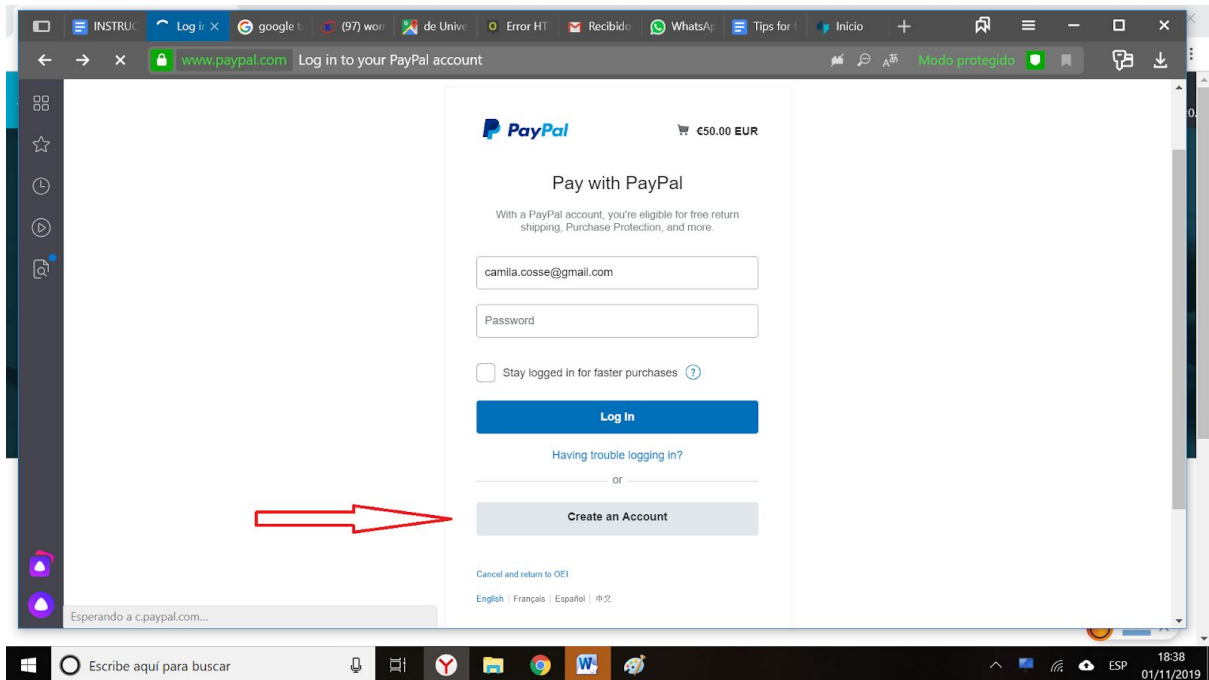 INSTRUC
Log ir
google t
(97) won
de Unive
Error HT
Recibido
WhatsAp
Tips for f
Inicio
www.paypal.com Log in to your PayPal account
Modo protegido
PayPal
€50.00 EUR
Pay with PayPal
With a PayPal account, you're eligible for free return
shipping, Purchase Protection, and more.
camila.cosse@gmail.com
Password
Stay logged in for faster purchases ?
Log In
Having trouble logging in?
or
Create an Account
Cancel and return to OEI
English | Français | Español | 中文
Esperando a c.paypal.com...
Escribe aquí para buscar
ESP
18:38
01/11/2019